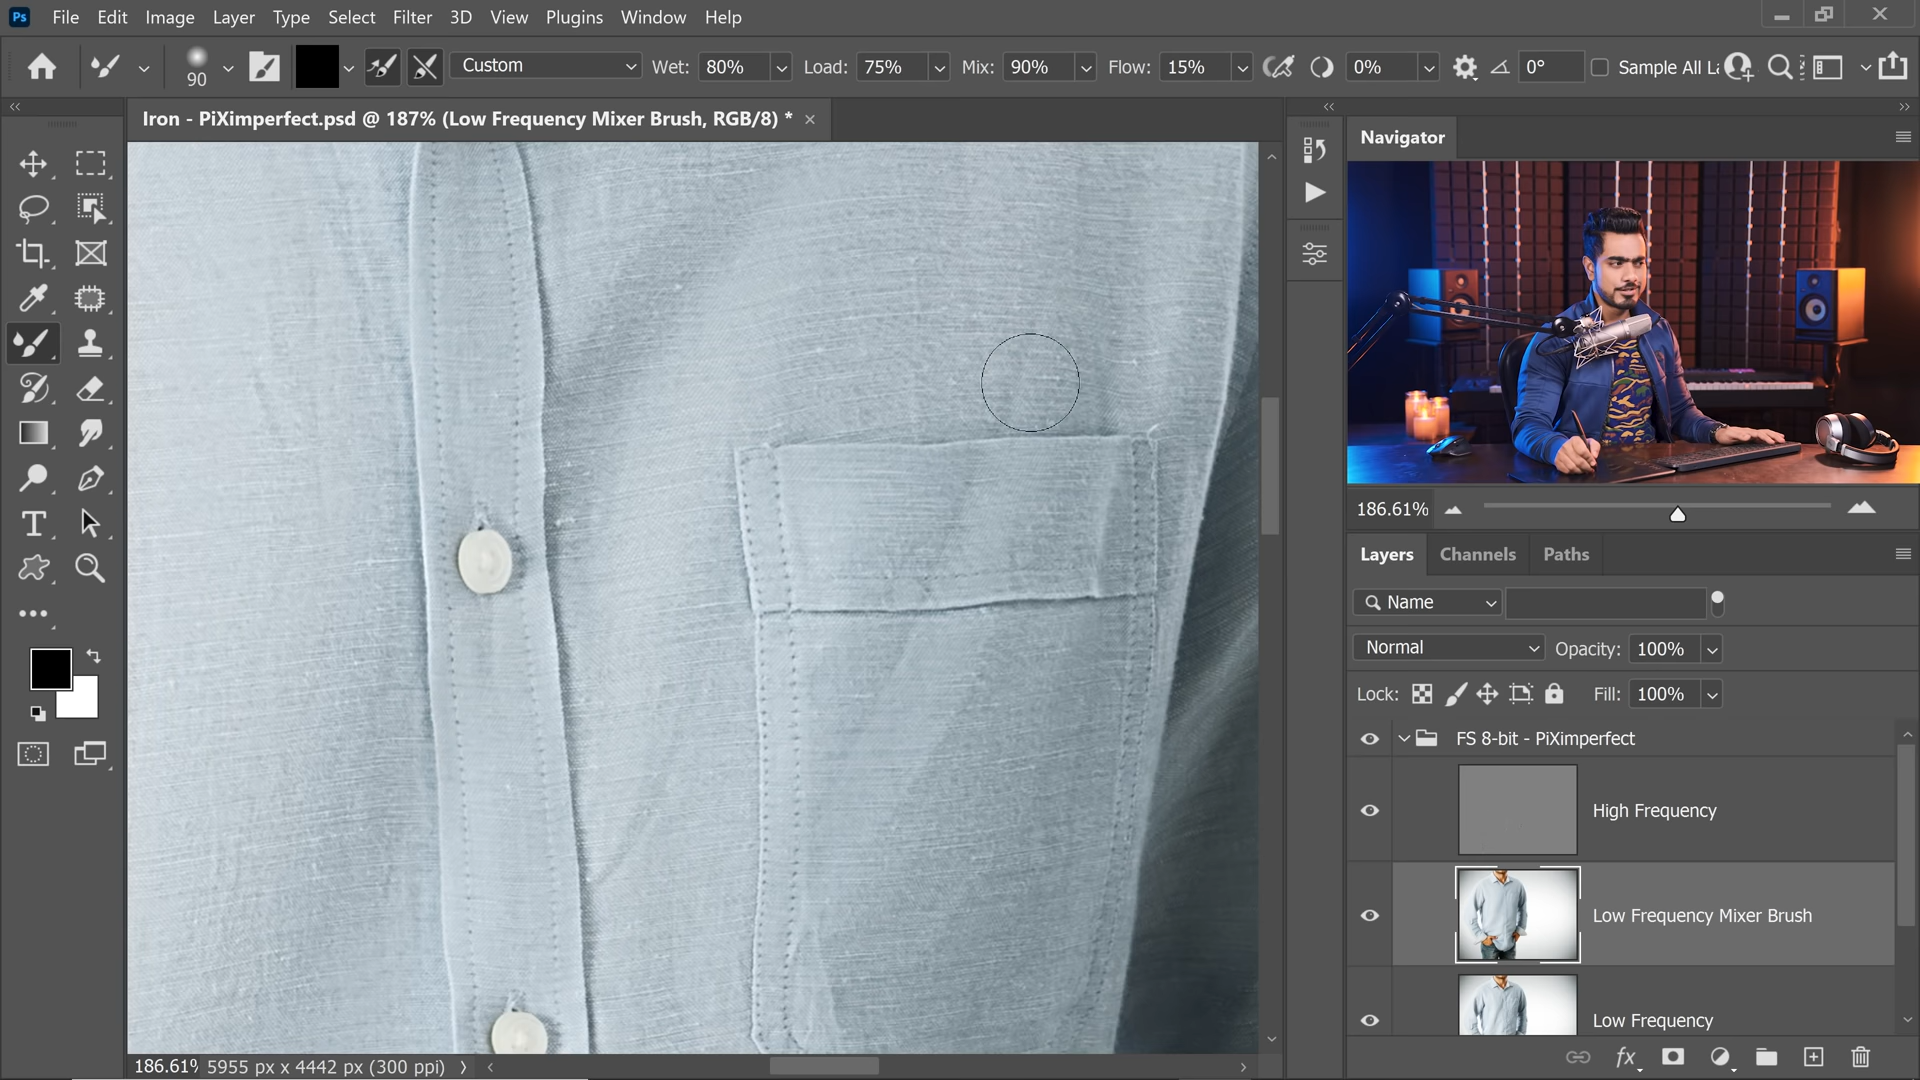 Ps File Edit Image Layer Type Select Filter 3D View Plugins Window Help
90 Custom Wet: 80% Load: 75% Mix: 90% Flow: 15% 0% 0° Sample All La
Iron - PiXimperfect.psd @ 187% (Low Frequency Mixer Brush, RGB/8) *
Navigator
186.61%
Layers Channels Paths
Name
Normal Opacity: 100%
Lock: Fill: 100%
FS 8-bit - PiXimperfect
High Frequency
Low Frequency Mixer Brush
Low Frequency
186.61% 5955 px x 4442 px (300 ppi)
fx